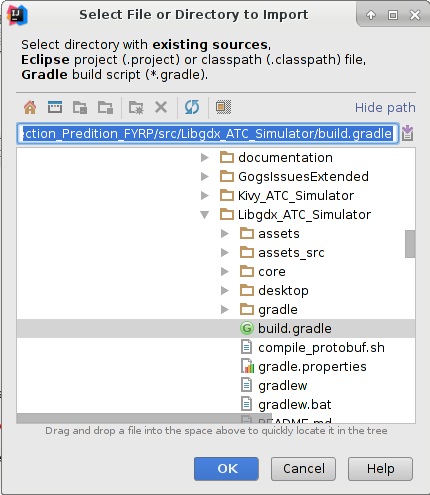 Select File or Directory to Import
Select directory with existing sources,
Eclipse project (.project) or classpath (.classpath) file,
Gradle build script (*.gradle).
Hide path
ction_Predition_FYRP/src/Libgdx_ATC_Simulator/build.gradle
documentation
GogsIssuesExtended
Kivy_ATC_Simulator
Libgdx_ATC_Simulator
assets
assets_src
core
desktop
gradle
G build.gradle
compile_protobuf.sh
gradle.properties
gradlew
gradlew.bat
README.md
Drag and drop a file into the space above to quickly locate it in the tree
OK Cancel Help